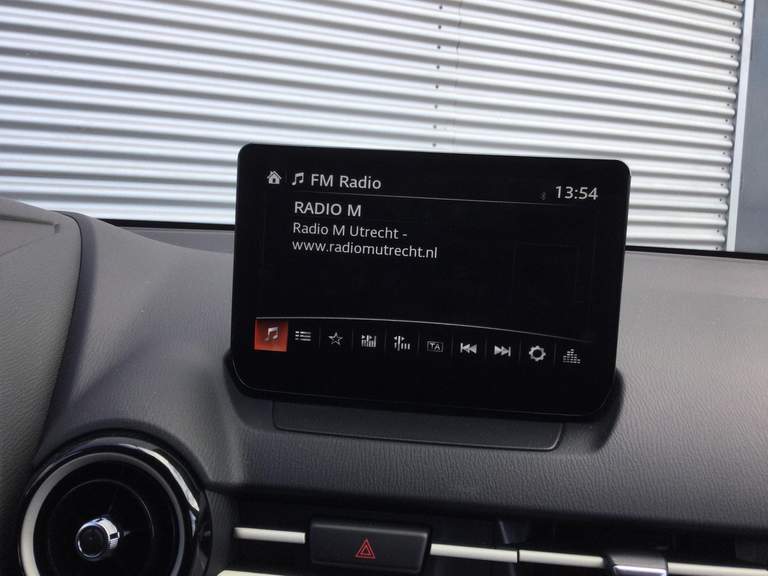 FM Radio
13:54
RADIO M
Radio M Utrecht -
www.radiomutrecht.nl
TA